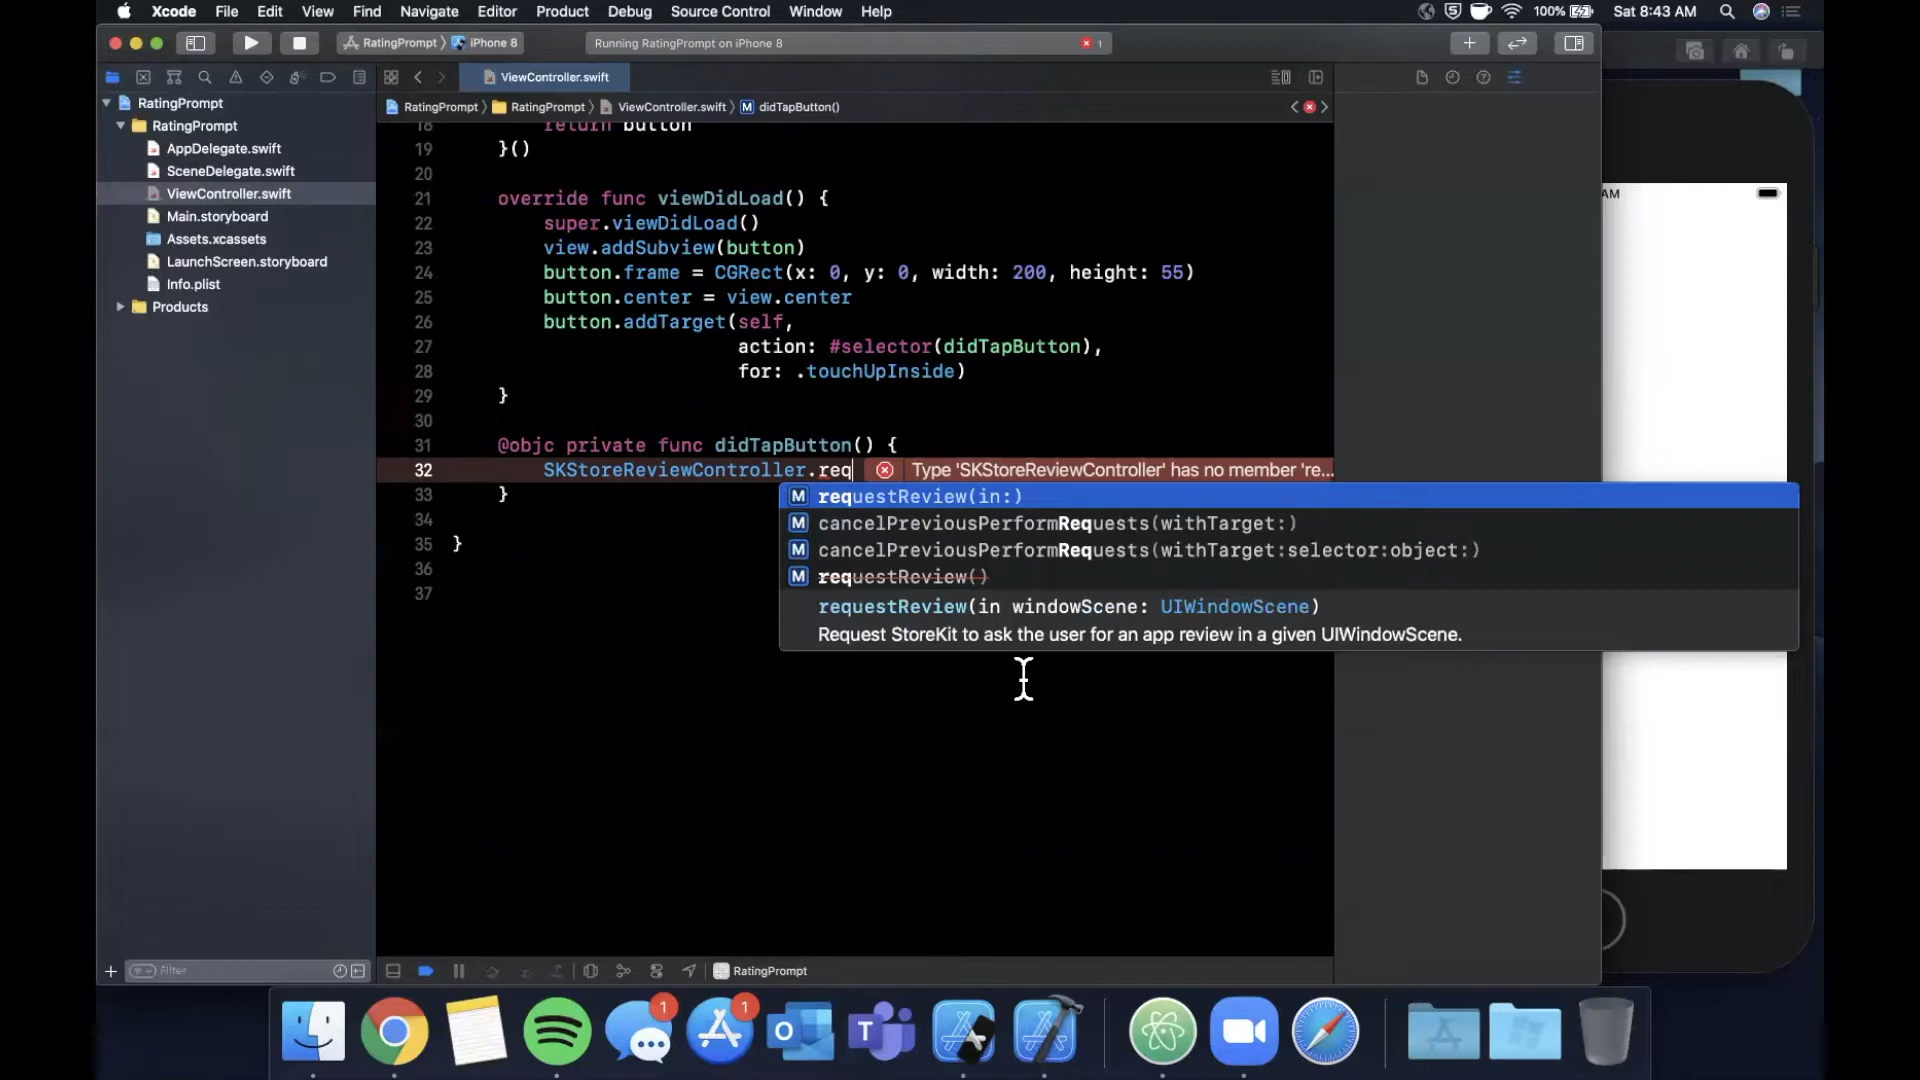 Xcode File Edit View Find Navigate Editor Product Debug Source Control Window Help
100% Sat 8:43 AM
RatingPrompt iPhone 8
Running RatingPrompt on iPhone 8
1
ViewController.swift
RatingPrompt RatingPrompt ViewController.swift M didTapButton()
RatingPrompt
RatingPrompt
AppDelegate.swift
SceneDelegate.swift
ViewController.swift
Main.storyboard
Assets.xcassets
LaunchScreen.storyboard
Info.plist
Products
AM
18 return button
19 }()
20
21 override func viewDidLoad() {
22 super.viewDidLoad()
23 view.addSubview(button)
24 button.frame = CGRect(x: 0, y: 0, width: 200, height: 55)
25 button.center = view.center
26 button.addTarget(self,
27 action: #selector(didTapButton),
28 for: .touchUpInside)
29 }
30
31 @objc private func didTapButton() {
32 SKStoreReviewController.req Type 'SKStoreReviewController' has no member 're...
33 }
34
35 }
36
37
M requestReview(in:)
M cancelPreviousPerformRequests(withTarget:)
M cancelPreviousPerformRequests(withTarget:selector:object:)
M requestReview()
requestReview(in windowScene: UIWindowScene)
Request StoreKit to ask the user for an app review in a given UIWindowScene.
Filter
RatingPrompt
1
1